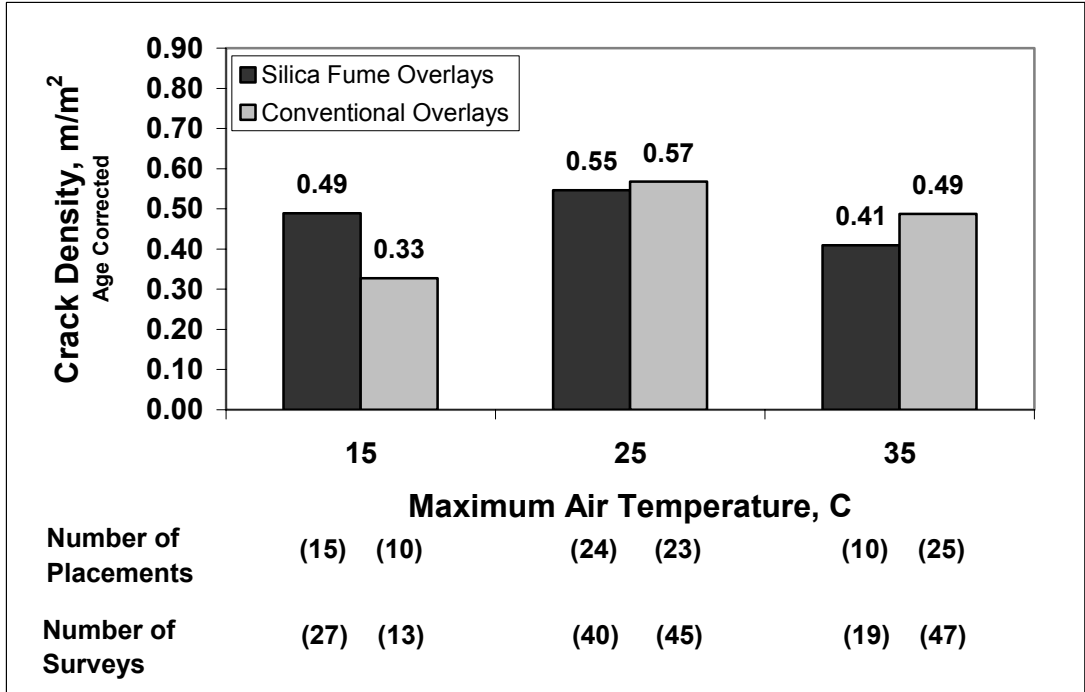 Crack Density, m/m²
Age Corrected
0.90
0.80
0.70
0.60
0.50
0.40
0.30
0.20
0.10
0.00
Silica Fume Overlays
Conventional Overlays
0.49
0.33
0.55
0.57
0.41
0.49
15 25 35
Maximum Air Temperature, C
Number of
Placements
(15) (10) (24) (23) (10) (25)
Number of
Surveys
(27) (13) (40) (45) (19) (47)